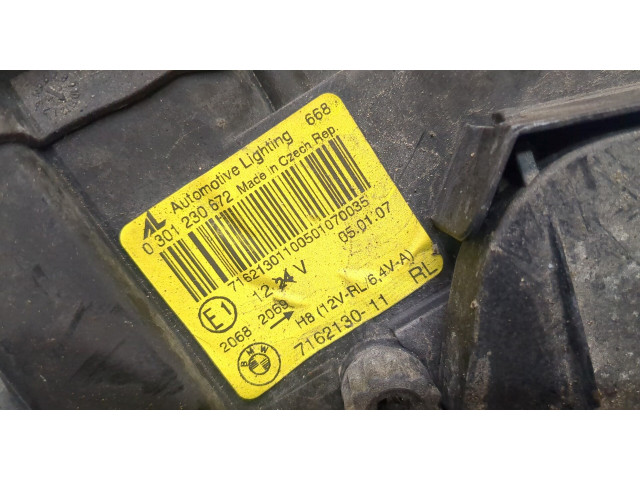 AL Automotive Lighting 668
0 301 230 672 Made in Czech Rep.
71621301100501070035
05.01.07
E1 12 24 V
2068 2069 → H8 (12V-RL/6,4V-A) RL
BMW 7162130-11